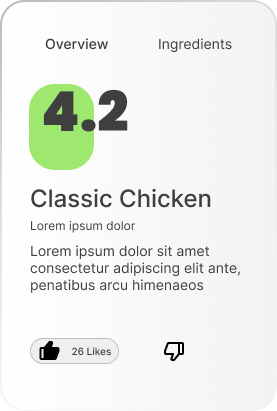 Overview Ingredients
4.2
Classic Chicken
Lorem ipsum dolor
Lorem ipsum dolor sit amet
consectetur adipiscing elit ante,
penatibus arcu himenaeos
26 Likes